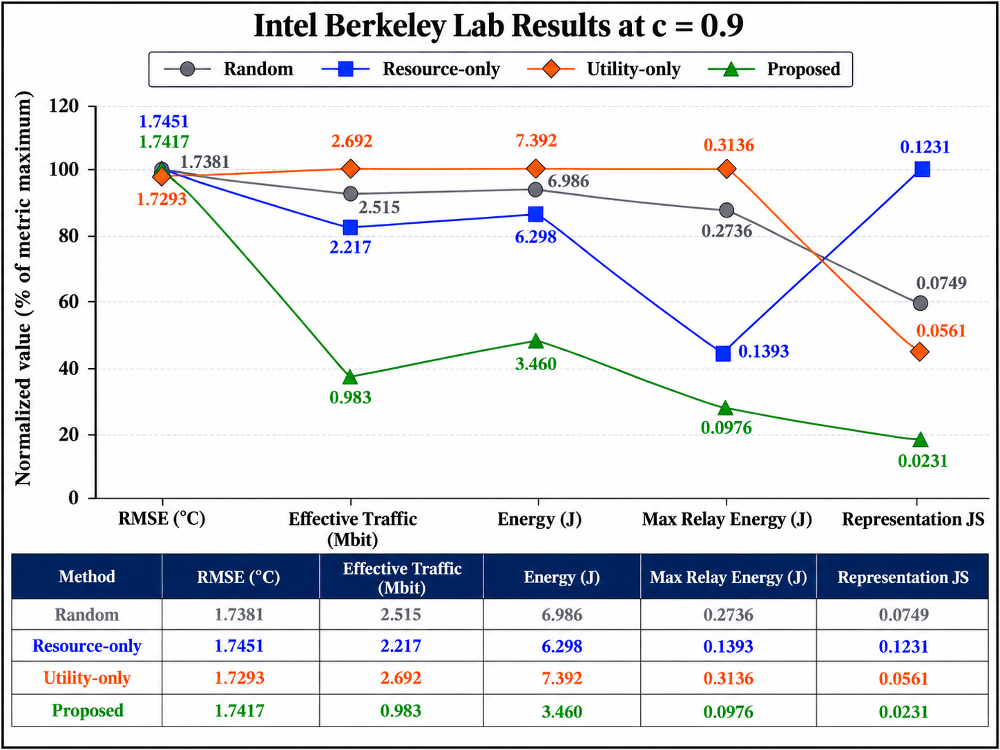 Intel Berkeley Lab Results at c = 0.9
Random Resource-only Utility-only Proposed
Normalized value (% of metric maximum)
120
100
80
60
40
20
0
1.7451
1.7417
1.7381
1.7293
2.692
2.515
2.217
0.983
7.392
6.986
6.298
3.460
0.3136
0.2736
0.1393
0.0976
0.1231
0.0749
0.0561
0.0231
RMSE (°C)
Effective Traffic
(Mbit)
Energy (J)
Max Relay Energy (J)
Representation JS
Method RMSE (°C) Effective Traffic (Mbit) Energy (J) Max Relay Energy (J) Representation JS
Random 1.7381 2.515 6.986 0.2736 0.0749
Resource-only 1.7451 2.217 6.298 0.1393 0.1231
Utility-only 1.7293 2.692 7.392 0.3136 0.0561
Proposed 1.7417 0.983 3.460 0.0976 0.0231